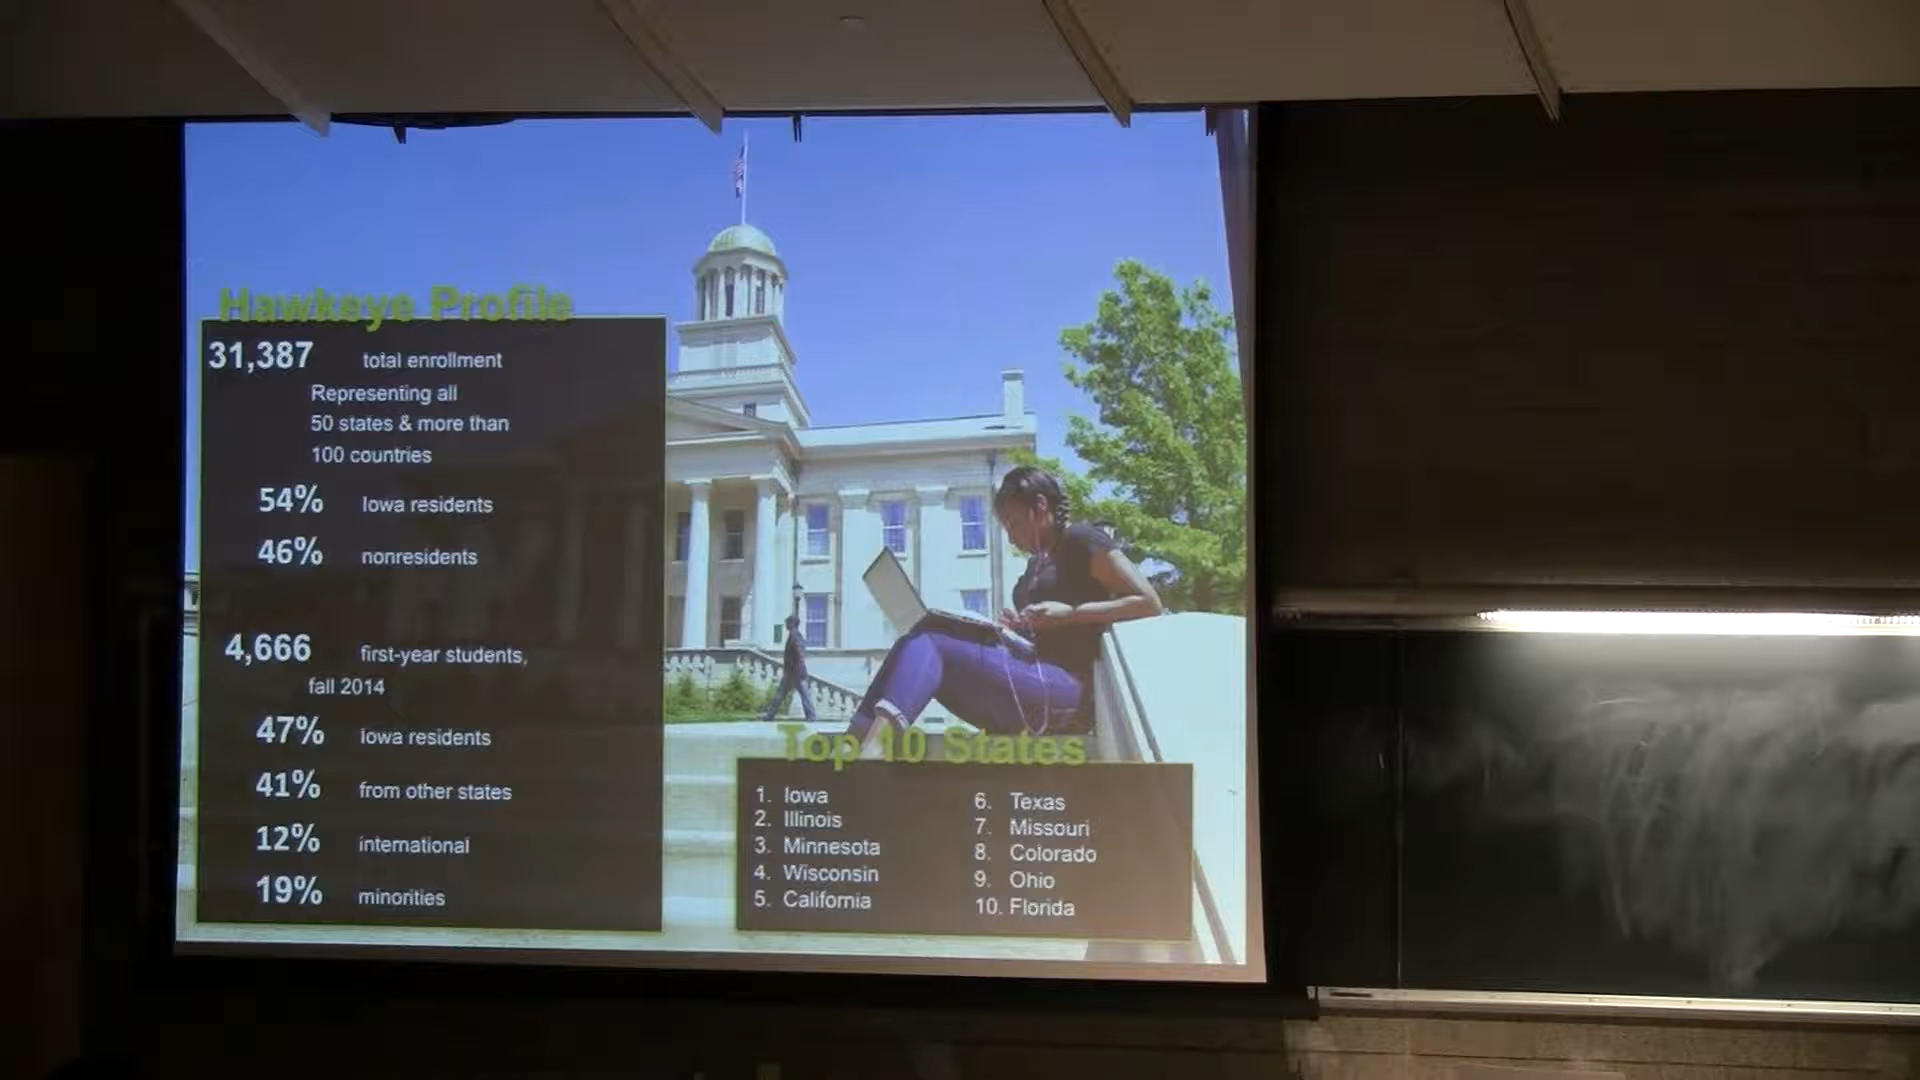 Hawkeye Profile
31,387 total enrollment
Representing all
50 states & more than
100 countries
54% Iowa residents
46% nonresidents
4,666 first-year students,
fall 2014
47% Iowa residents
41% from other states
12% international
19% minorities
Top 10 States
1. Iowa
2. Illinois
3. Minnesota
4. Wisconsin
5. California
6. Texas
7. Missouri
8. Colorado
9. Ohio
10. Florida